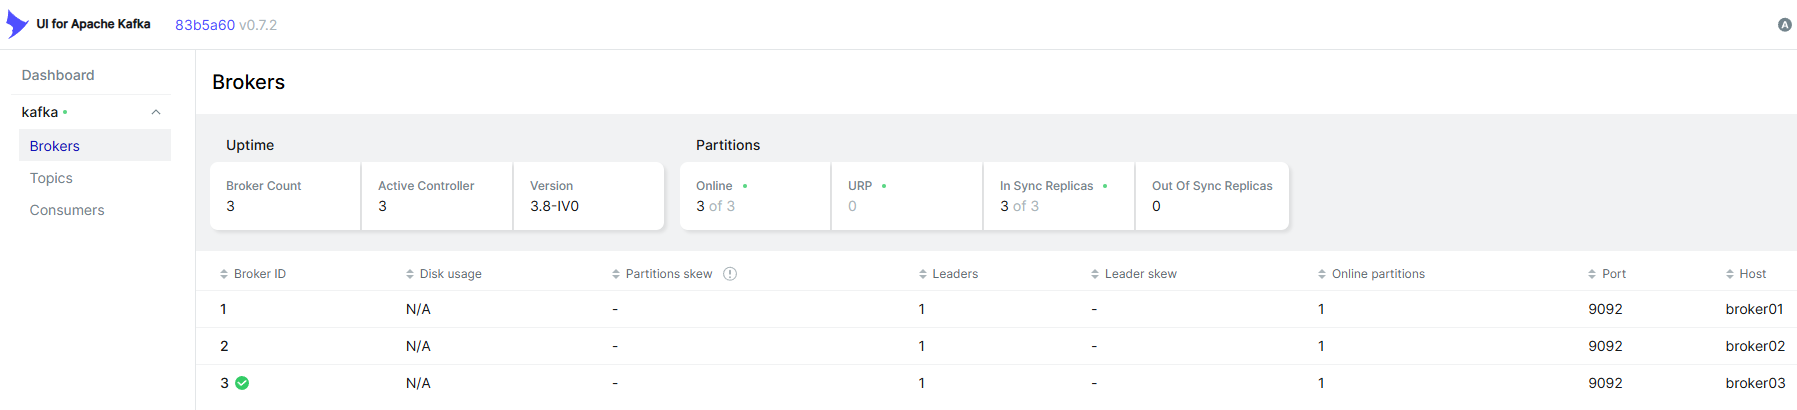 UI for Apache Kafka 83b5a60 v0.7.2 A
Dashboard
kafka
Brokers
Topics
Consumers
Brokers
Uptime
Broker Count Active Controller Version
3 3 3.8-IV0
Partitions
Online URP In Sync Replicas Out Of Sync Replicas
3 of 3 0 3 of 3 0
Broker ID Disk usage Partitions skew Leaders Leader skew Online partitions Port Host
1 N/A - 1 - 1 9092 broker01
2 N/A - 1 - 1 9092 broker02
3 N/A - 1 - 1 9092 broker03